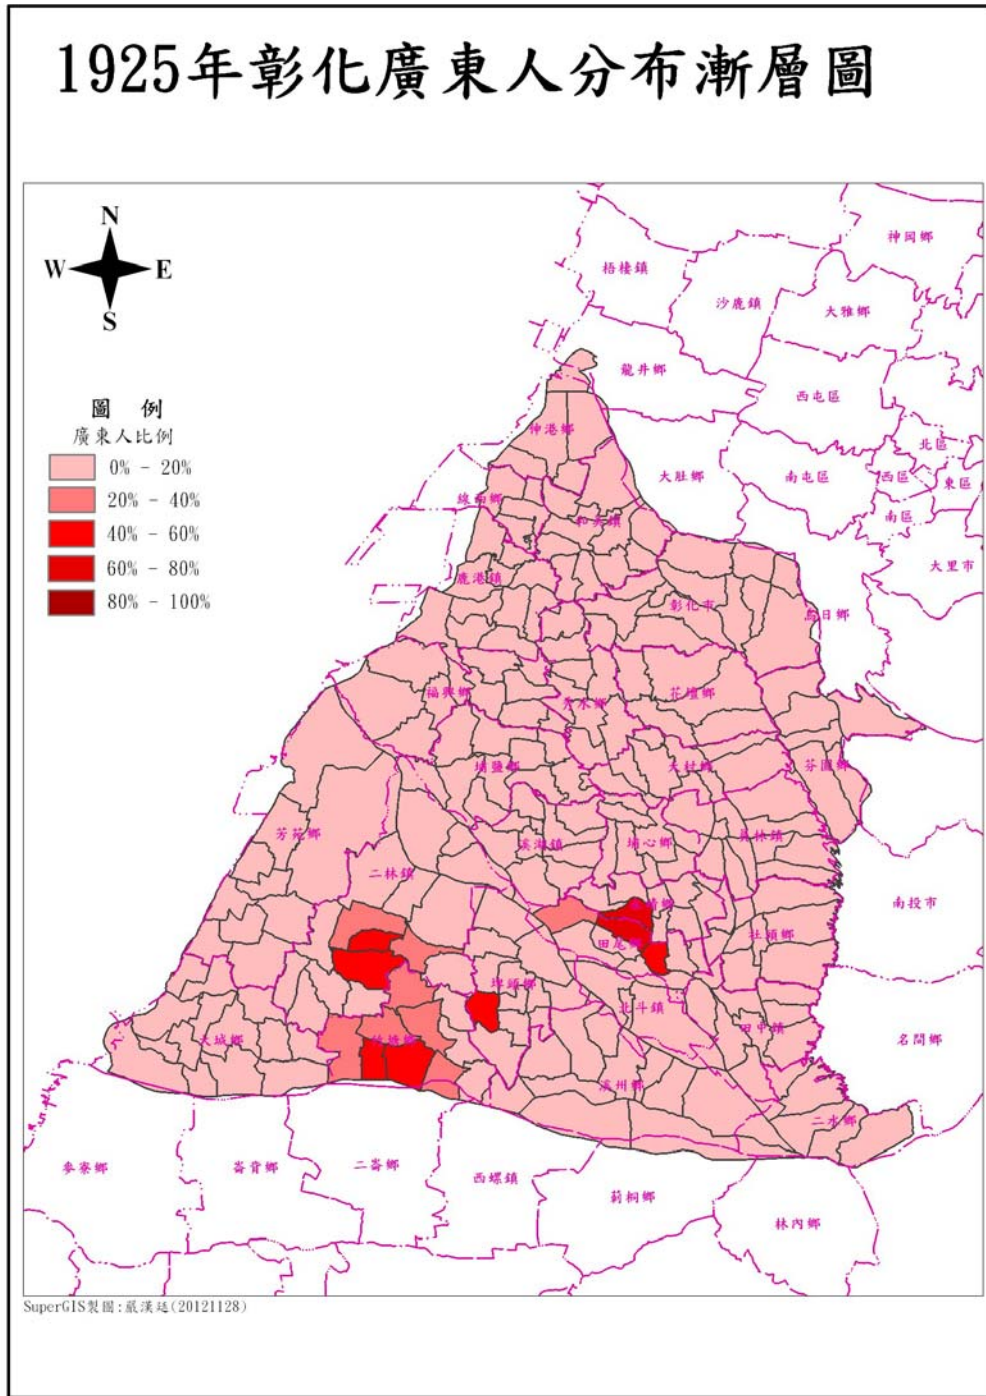 1925年彰化廣東人分布漸層圖
N
W E
S
圖 例
廣東人比例
0% - 20%
20% - 40%
40% - 60%
60% - 80%
80% - 100%
神岡鄉
梧棲鎮
沙鹿鎮
大雅鄉
龍井鄉
西屯區
北區
伸港鄉
大肚鄉
南屯區
西區
東區
線西鄉
和美鎮
南區
大里市
鹿港鎮
彰化市
烏日鄉
福興鄉
秀水鄉
花壇鄉
埔鹽鄉
大村鄉
芬園鄉
芳苑鄉
溪湖鎮
埔心鄉
員林鎮
二林鎮
南投市
永靖鄉
田尾鄉
社頭鄉
埤頭鄉
北斗鎮
田中鎮
大城鄉
竹塘鄉
名間鄉
溪州鄉
二水鄉
麥寮鄉
崙背鄉
二崙鄉
西螺鎮
莿桐鄉
林內鄉
SuperGIS製圖:嚴漢廷(20121128)